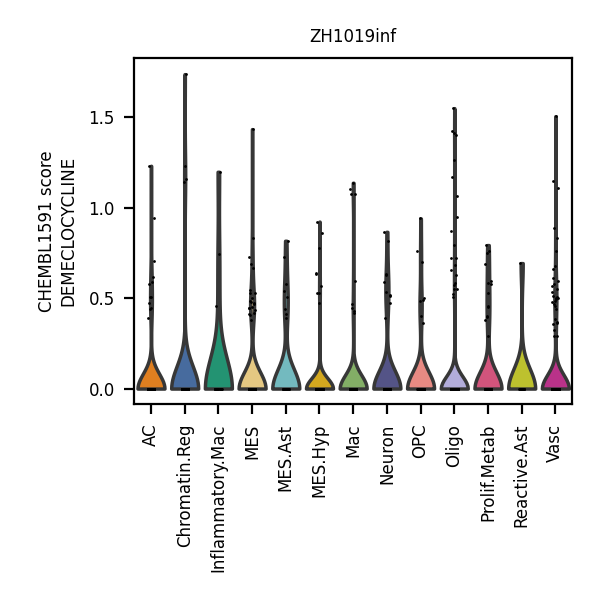 ZH1019inf
CHEMBL1591 score
DEMECLOCYCLINE
1.5
1.0
0.5
0.0
AC
Chromatin.Reg
Inflammatory.Mac
MES
MES.Ast
MES.Hyp
Mac
Neuron
OPC
Oligo
Prolif.Metab
Reactive.Ast
Vasc